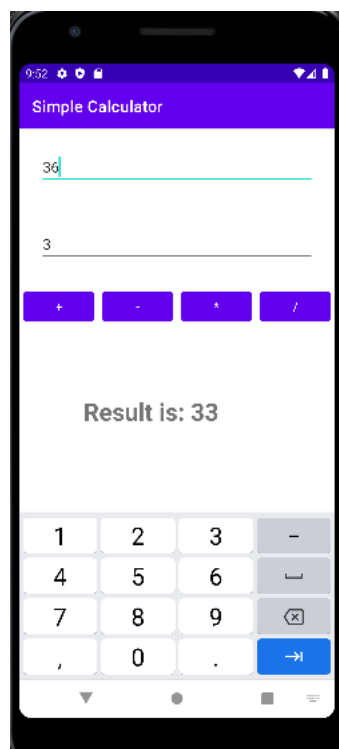 9:52
Simple Calculator
36
3
+ - * /
Result is: 33
1 2 3 -
4 5 6
7 8 9
, 0 .